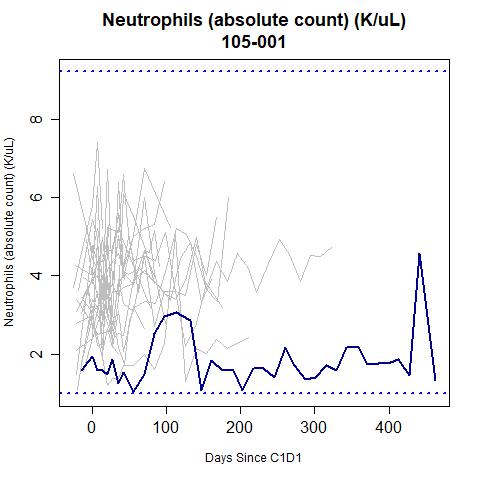 Neutrophils (absolute count) (K/uL)
105-001
Neutrophils (absolute count) (K/uL)
8
6
4
2
0 100 200 300 400
Days Since C1D1